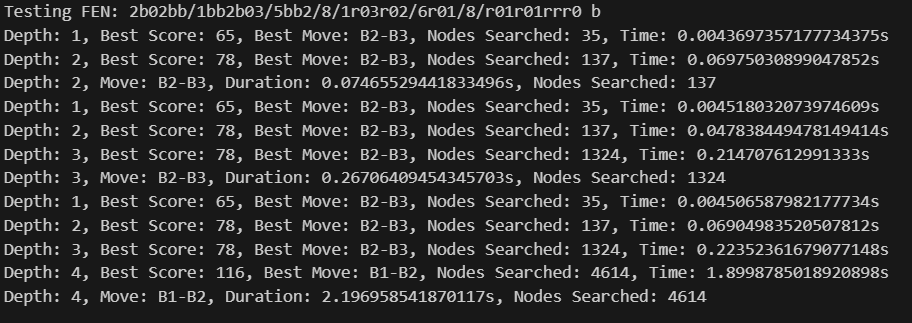 Testing FEN: 2b02bb/1bb2b03/5bb2/8/1r03r02/6r01/8/r01r01rrr0 b
Depth: 1, Best Score: 65, Best Move: B2-B3, Nodes Searched: 35, Time: 0.0043697357177734375s
Depth: 2, Best Score: 78, Best Move: B2-B3, Nodes Searched: 137, Time: 0.06975030899047852s
Depth: 2, Move: B2-B3, Duration: 0.07465529441833496s, Nodes Searched: 137
Depth: 1, Best Score: 65, Best Move: B2-B3, Nodes Searched: 35, Time: 0.004518032073974609s
Depth: 2, Best Score: 78, Best Move: B2-B3, Nodes Searched: 137, Time: 0.047838449478149414s
Depth: 3, Best Score: 78, Best Move: B2-B3, Nodes Searched: 1324, Time: 0.214707612991333s
Depth: 3, Move: B2-B3, Duration: 0.26706409454345703s, Nodes Searched: 1324
Depth: 1, Best Score: 65, Best Move: B2-B3, Nodes Searched: 35, Time: 0.004506587982177734s
Depth: 2, Best Score: 78, Best Move: B2-B3, Nodes Searched: 137, Time: 0.06904983520507812s
Depth: 3, Best Score: 78, Best Move: B2-B3, Nodes Searched: 1324, Time: 0.22352361679077148s
Depth: 4, Best Score: 116, Best Move: B1-B2, Nodes Searched: 4614, Time: 1.8998785018920898s
Depth: 4, Move: B1-B2, Duration: 2.196958541870117s, Nodes Searched: 4614